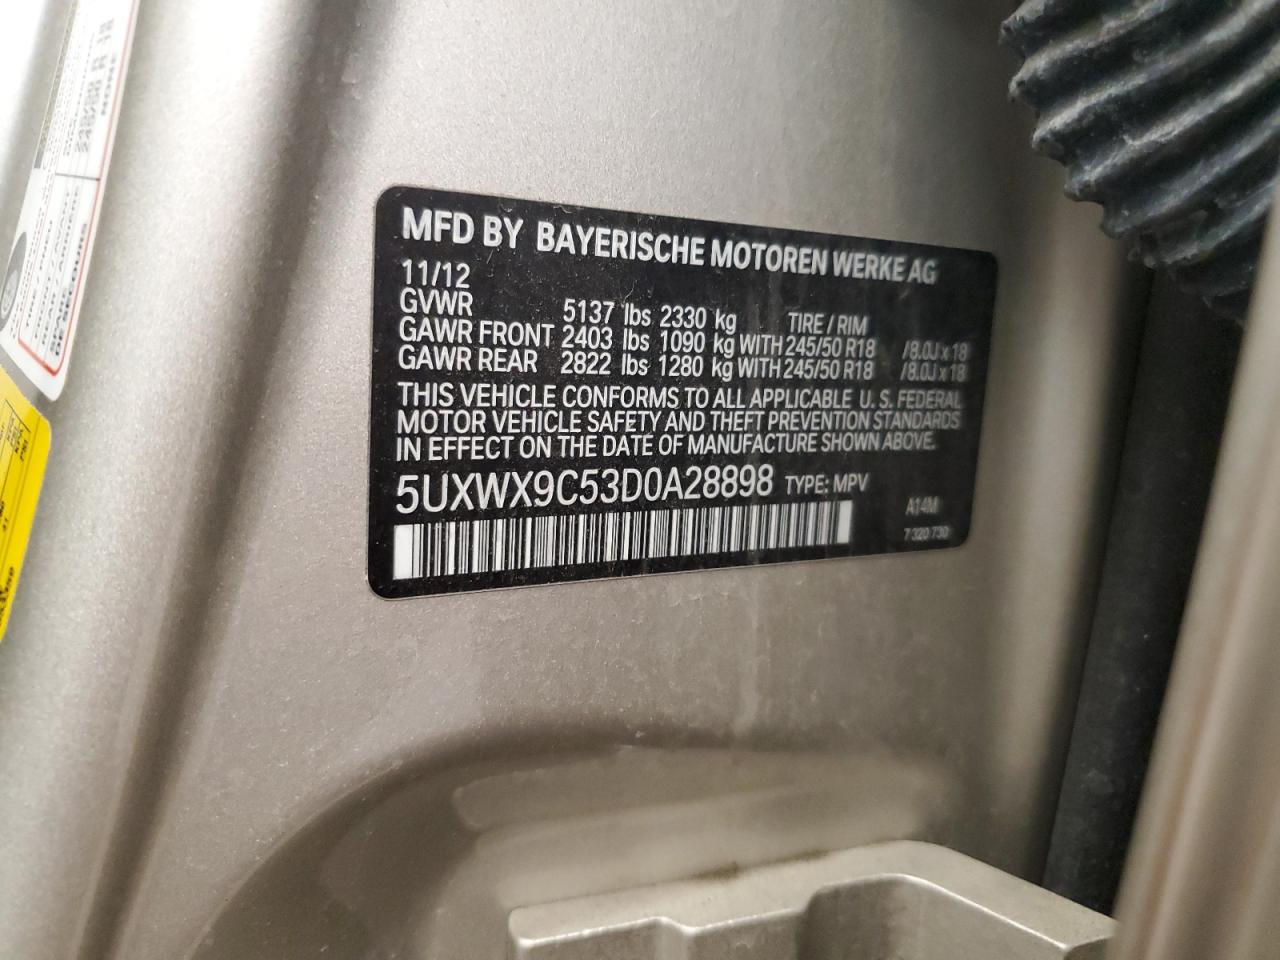 MFD BY BAYERISCHE MOTOREN WERKE AG
11/12
GVWR 5137 lbs 2330 kg TIRE / RIM
GAWR FRONT 2403 lbs 1090 kg WITH 245/50 R18 /8.0J x 18
GAWR REAR 2822 lbs 1280 kg WITH 245/50 R18 /8.0J x 18
THIS VEHICLE CONFORMS TO ALL APPLICABLE U. S. FEDERAL
MOTOR VEHICLE SAFETY AND THEFT PREVENTION STANDARDS
IN EFFECT ON THE DATE OF MANUFACTURE SHOWN ABOVE.
5UXWX9C53D0A28898 TYPE: MPV
A14M
7 320 730